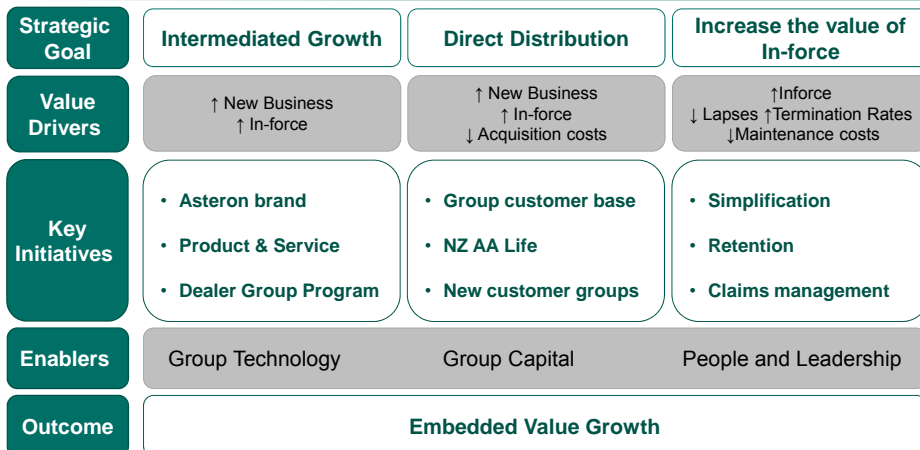 Strategic
Goal
Intermediated Growth
Direct Distribution
Increase the value of
In-force
Value
Drivers
↑ New Business
↑ In-force
↑ New Business
↑ In-force
↓ Acquisition costs
↑Inforce
↓ Lapses ↑Termination Rates
↓Maintenance costs
Key
Initiatives
• Asteron brand
• Product & Service
• Dealer Group Program
• Group customer base
• NZ AA Life
• New customer groups
• Simplification
• Retention
• Claims management
Enablers
Group Technology
Group Capital
People and Leadership
Outcome
Embedded Value Growth